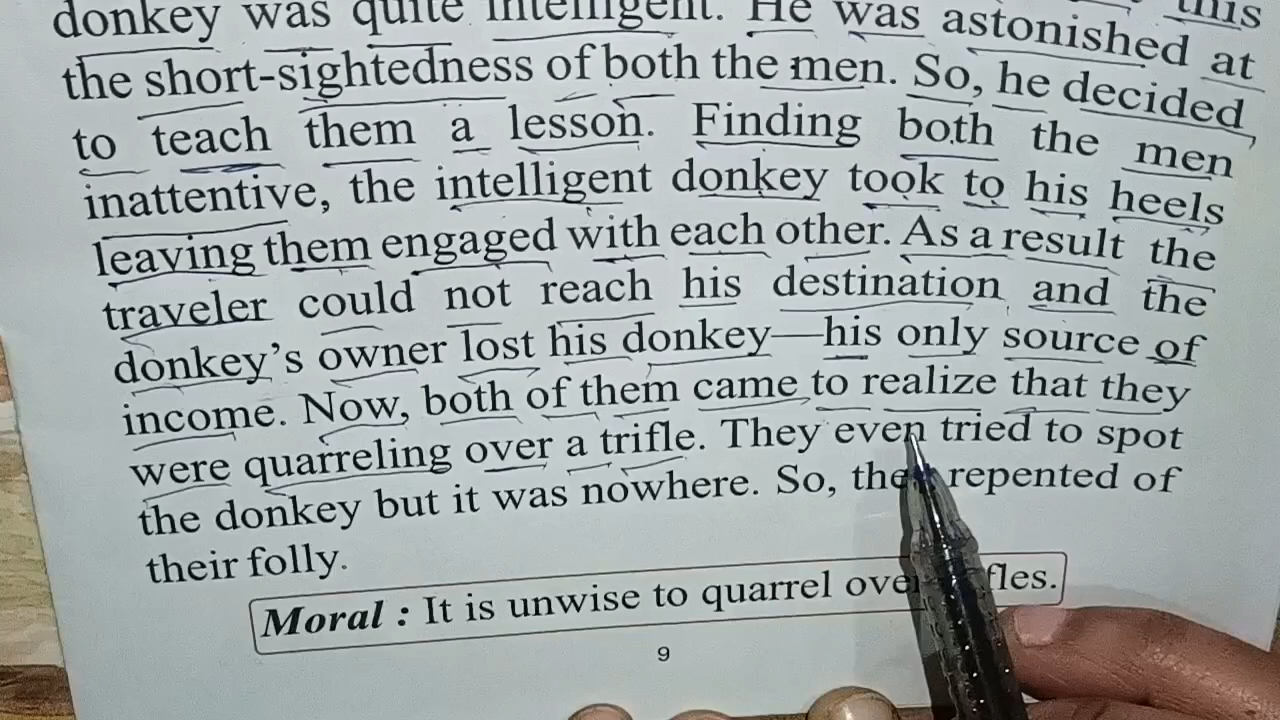 donkey was quite intelligent. He was astonished at
the short-sightedness of both the men. So, he decided
to teach them a lesson. Finding both the men
inattentive, the intelligent donkey took to his heels
leaving them engaged with each other. As a result the
traveler could not reach his destination and the
donkey's owner lost his donkey—his only source of
income. Now, both of them came to realize that they
were quarreling over a trifle. They even tried to spot
the donkey but it was nowhere. So, they repented of
their folly.
Moral : It is unwise to quarrel over
9